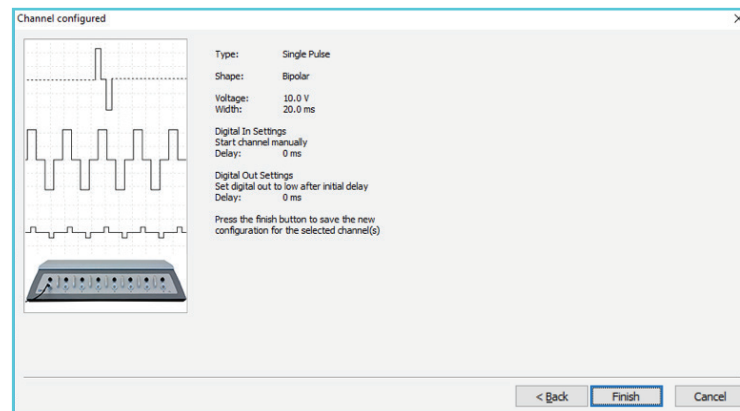 Channel configured
Type: Single Pulse
Shape: Bipolar
Voltage: 10.0 V
Width: 20.0 ms
Digital In Settings
Start channel manually
Delay: 0 ms
Digital Out Settings
Set digital out to low after initial delay
Delay: 0 ms
Press the finish button to save the new
configuration for the selected channel(s)
< Back Finish Cancel